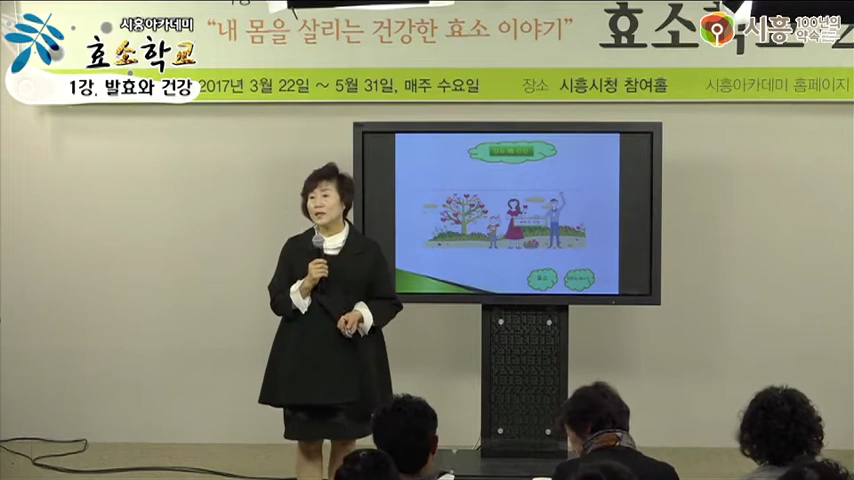 시흥아카데미
효소학교
1강. 발효와 건강
"내 몸을 살리는 건강한 효소 이야기"
효소학교
시흥 100년의 약속
2017년 3월 22일 ~ 5월 31일, 매주 수요일
장소 시흥시청 참여홀
시흥아카데미 홈페이지